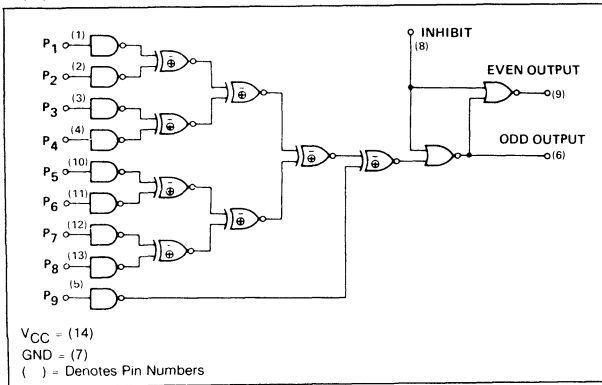 INHIBIT
(8)
P1 (1)
P2 (2)
P3 (3)
P4 (4)
P5 (10)
P6 (11)
P7 (12)
P8 (13)
P9 (5)
EVEN OUTPUT
(9)
ODD OUTPUT
(6)
VCC = (14)
GND = (7)
( ) = Denotes Pin Numbers